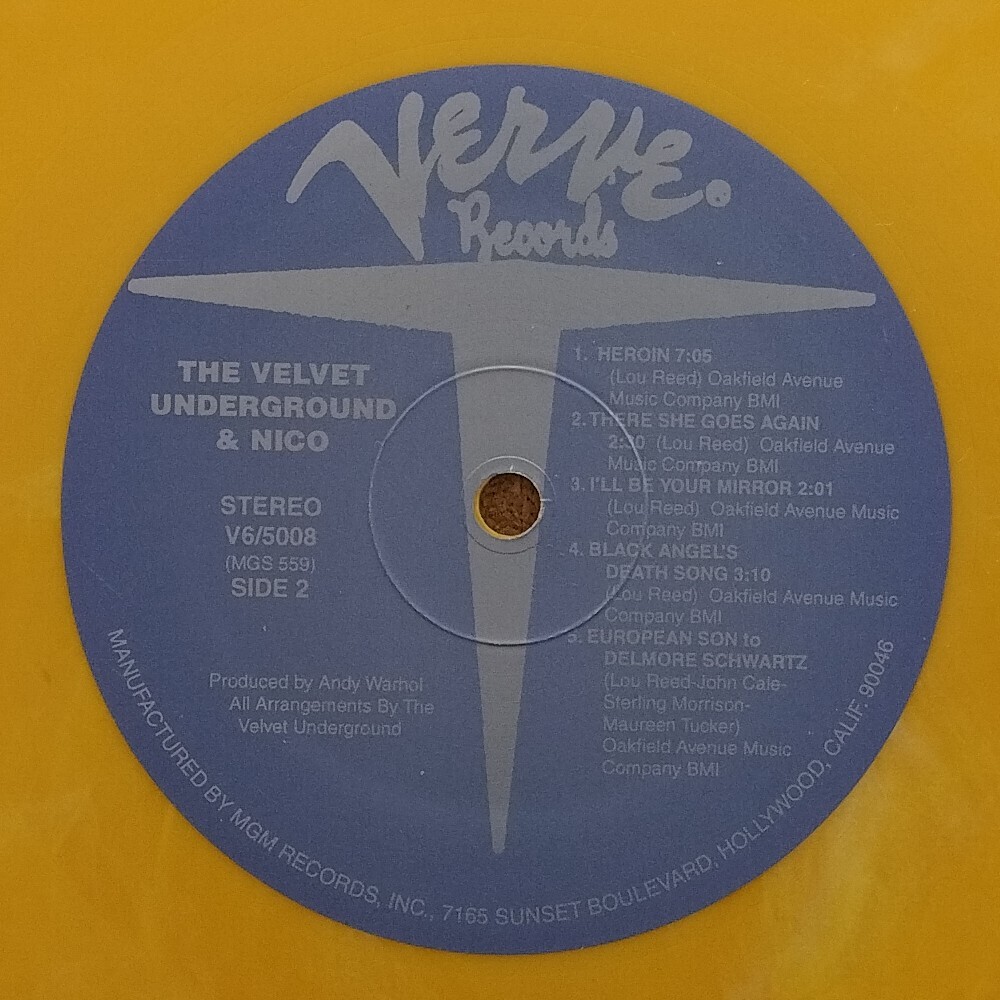 Verve.
Records
THE VELVET
UNDERGROUND
& NICO
STEREO
V6/5008
(MGS 559)
SIDE 2
Produced by Andy Warhol
All Arrangements By The
Velvet Underground
1. HEROIN 7:05
(Lou Reed) Oakfield Avenue
Music Company BMI
2. THERE SHE GOES AGAIN
2:30 (Lou Reed) Oakfield Avenue
Music Company BMI
3. I'LL BE YOUR MIRROR 2:01
(Lou Reed) Oakfield Avenue Music
Company BMI
4. BLACK ANGEL'S
DEATH SONG 3:10
(Lou Reed) Oakfield Avenue Music
Company BMI
5. EUROPEAN SON to
DELMORE SCHWARTZ
(Lou Reed-John Cale-
Sterling Morrison-
Maureen Tucker)
Oakfield Avenue Music
Company BMI
MANUFACTURED BY MGM RECORDS, INC., 7165 SUNSET BOULEVARD, HOLLYWOOD, CALIF. 90046